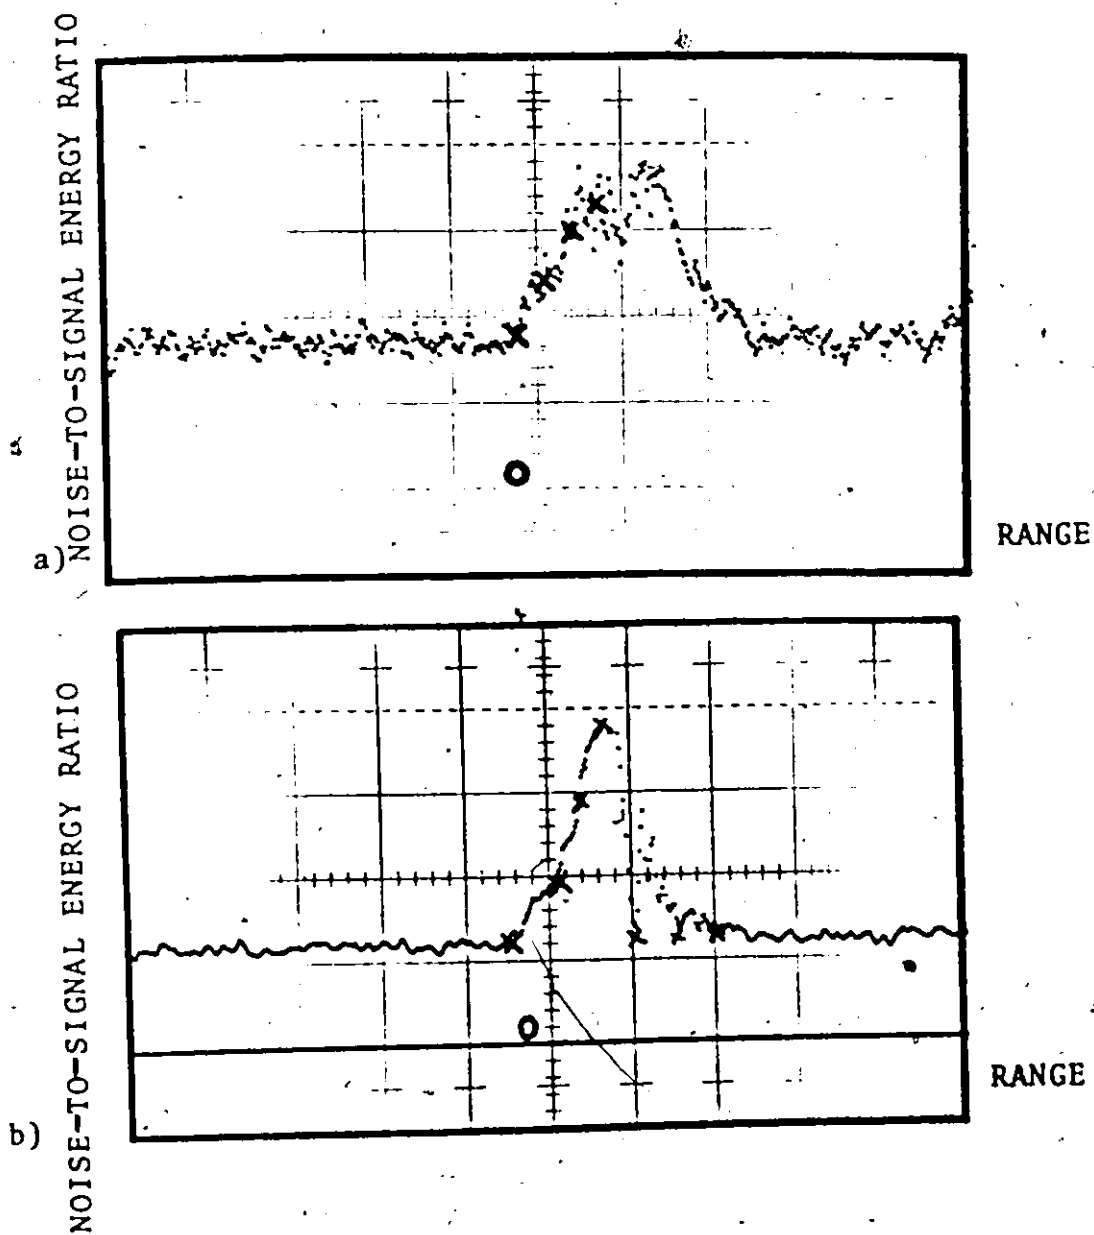 NOISE-TO-SIGNAL ENERGY RATIO
a)
RANGE
NOISE-TO-SIGNAL ENERGY RATIO
b)
RANGE